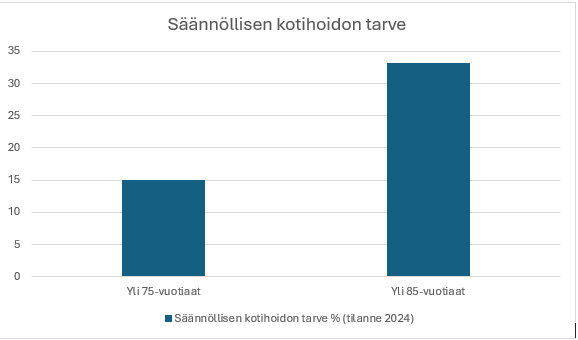 Säännöllisen kotihoidon tarve
35
30
25
20
15
10
5
0
Yli 75-vuotiaat
Yli 85-vuotiaat
Säännöllisen kotihoidon tarve % (tilanne 2024)